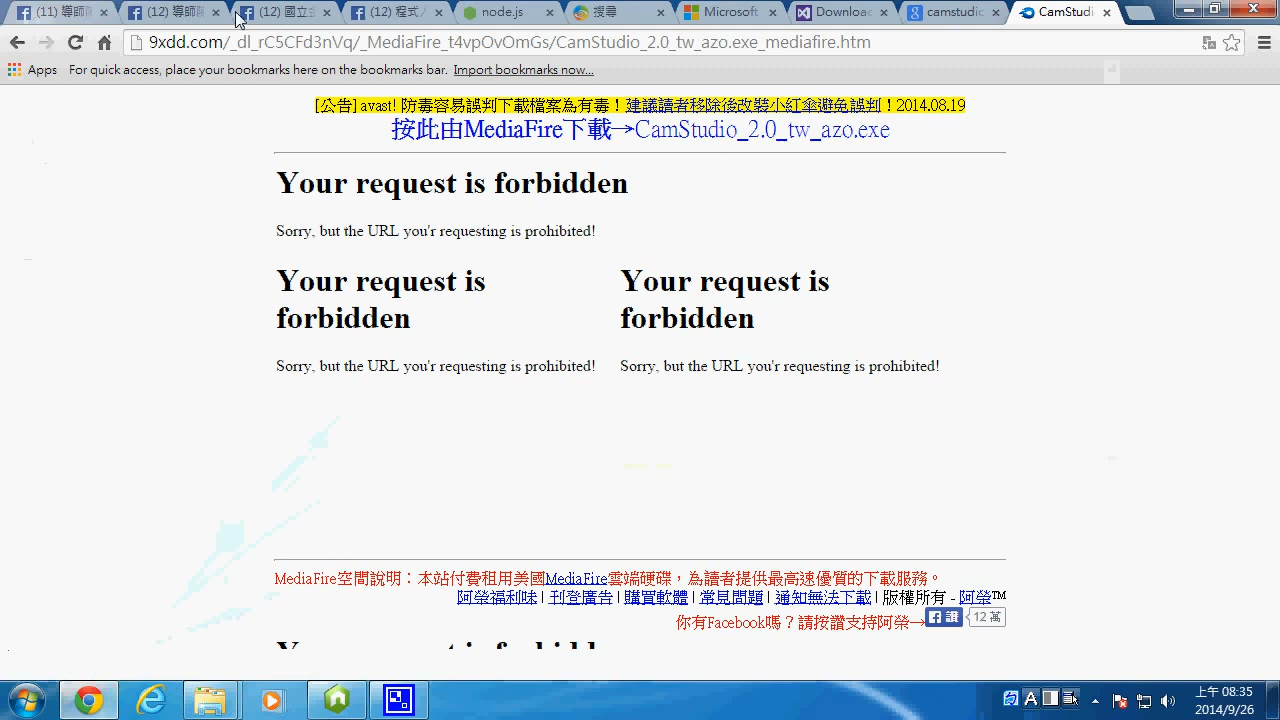 (11) 導師
(12) 導師
(12) 國立
(12) 程式
node.js
搜尋
Microsoft
Downloa
camstudio
CamStudi
9xdd.com/_dl_rC5CFd3nVq/_MediaFire_t4vpOvOmGs/CamStudio_2.0_tw_azo.exe_mediafire.htm
Apps For quick access, place your bookmarks here on the bookmarks bar. Import bookmarks now...
[公告] avast! 防毒容易誤判下載檔案為有毒！建議讀者移除後改裝小紅傘避免誤判！2014.08.19
按此由MediaFire下載→CamStudio_2.0_tw_azo.exe
Your request is forbidden
Sorry, but the URL you'r requesting is prohibited!
Your request is
forbidden
Sorry, but the URL you'r requesting is prohibited!
Your request is
forbidden
Sorry, but the URL you'r requesting is prohibited!
MediaFire空間說明：本站付費租用美國MediaFire雲端硬碟，為讀者提供最高速優質的下載服務。
阿榮福利味 | 刊登廣告 | 購買軟體 | 常見問題 | 通知無法下載 | 版權所有 - 阿榮™
你有Facebook嗎？請按讚支持阿榮→ 讚 12 萬
A
上午 08:35
2014/9/26